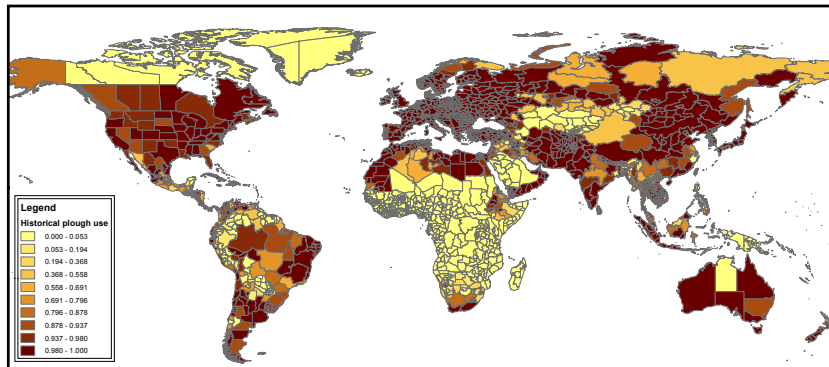 Legend
Historical plough use
0.000 - 0.053
0.053 - 0.194
0.194 - 0.368
0.368 - 0.558
0.558 - 0.691
0.691 - 0.796
0.796 - 0.878
0.878 - 0.937
0.937 - 0.980
0.980 - 1.000